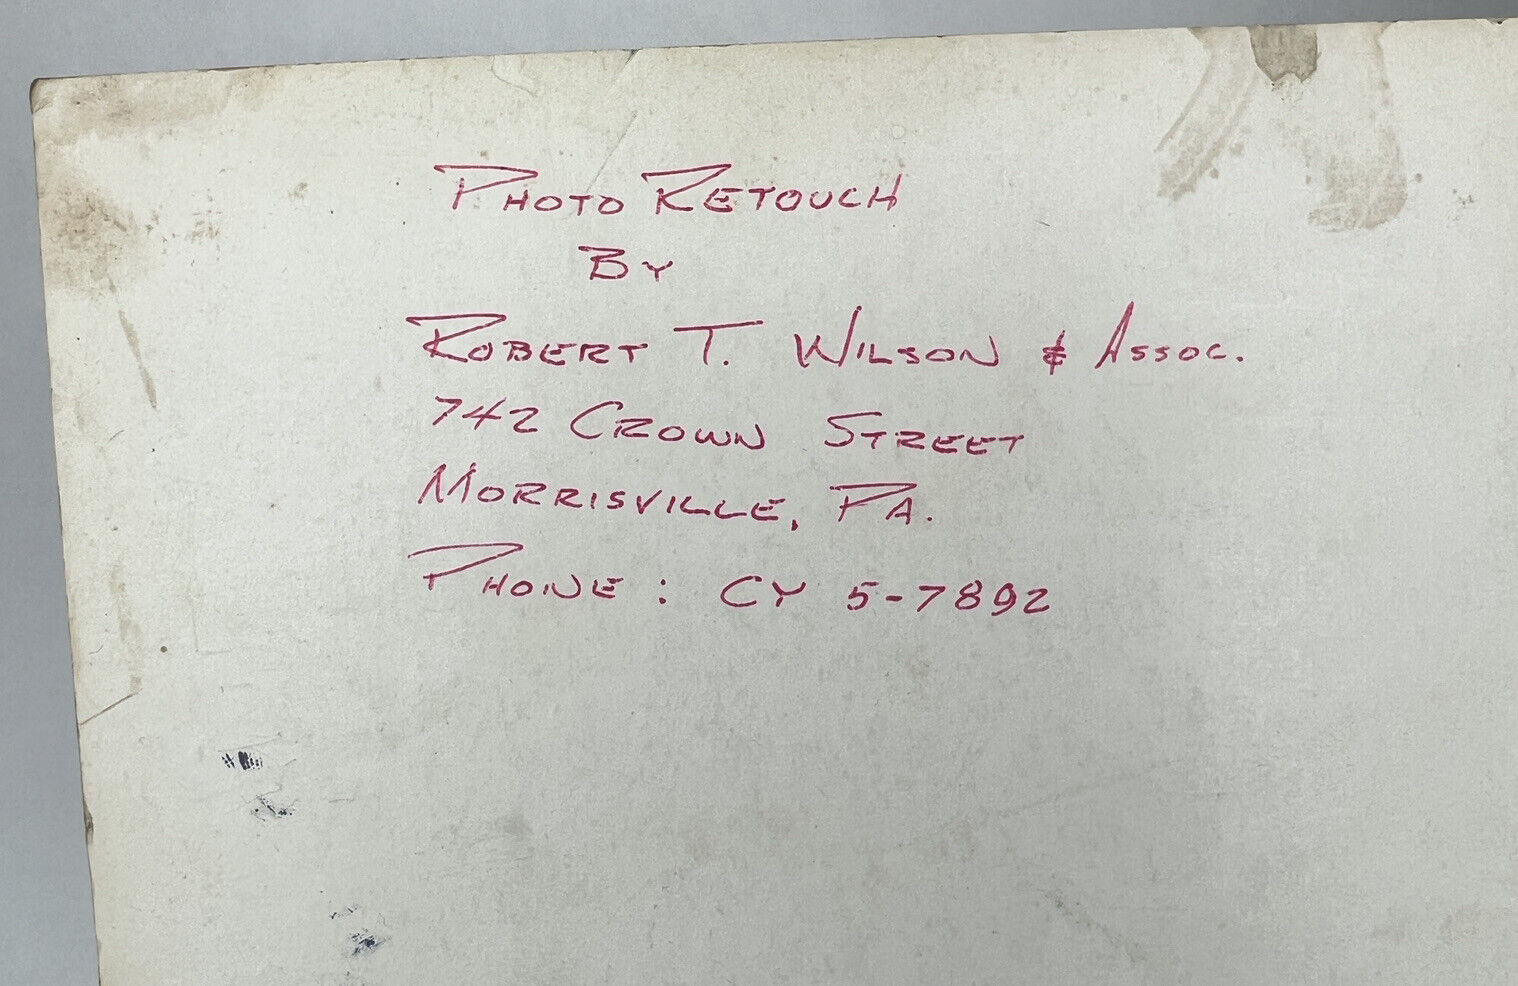 PHOTO RETOUCH
BY
ROBERT T. WILSON & ASSOC.
742 CROWN STREET
MORRISVILLE, PA.
PHONE: CY 5-7892